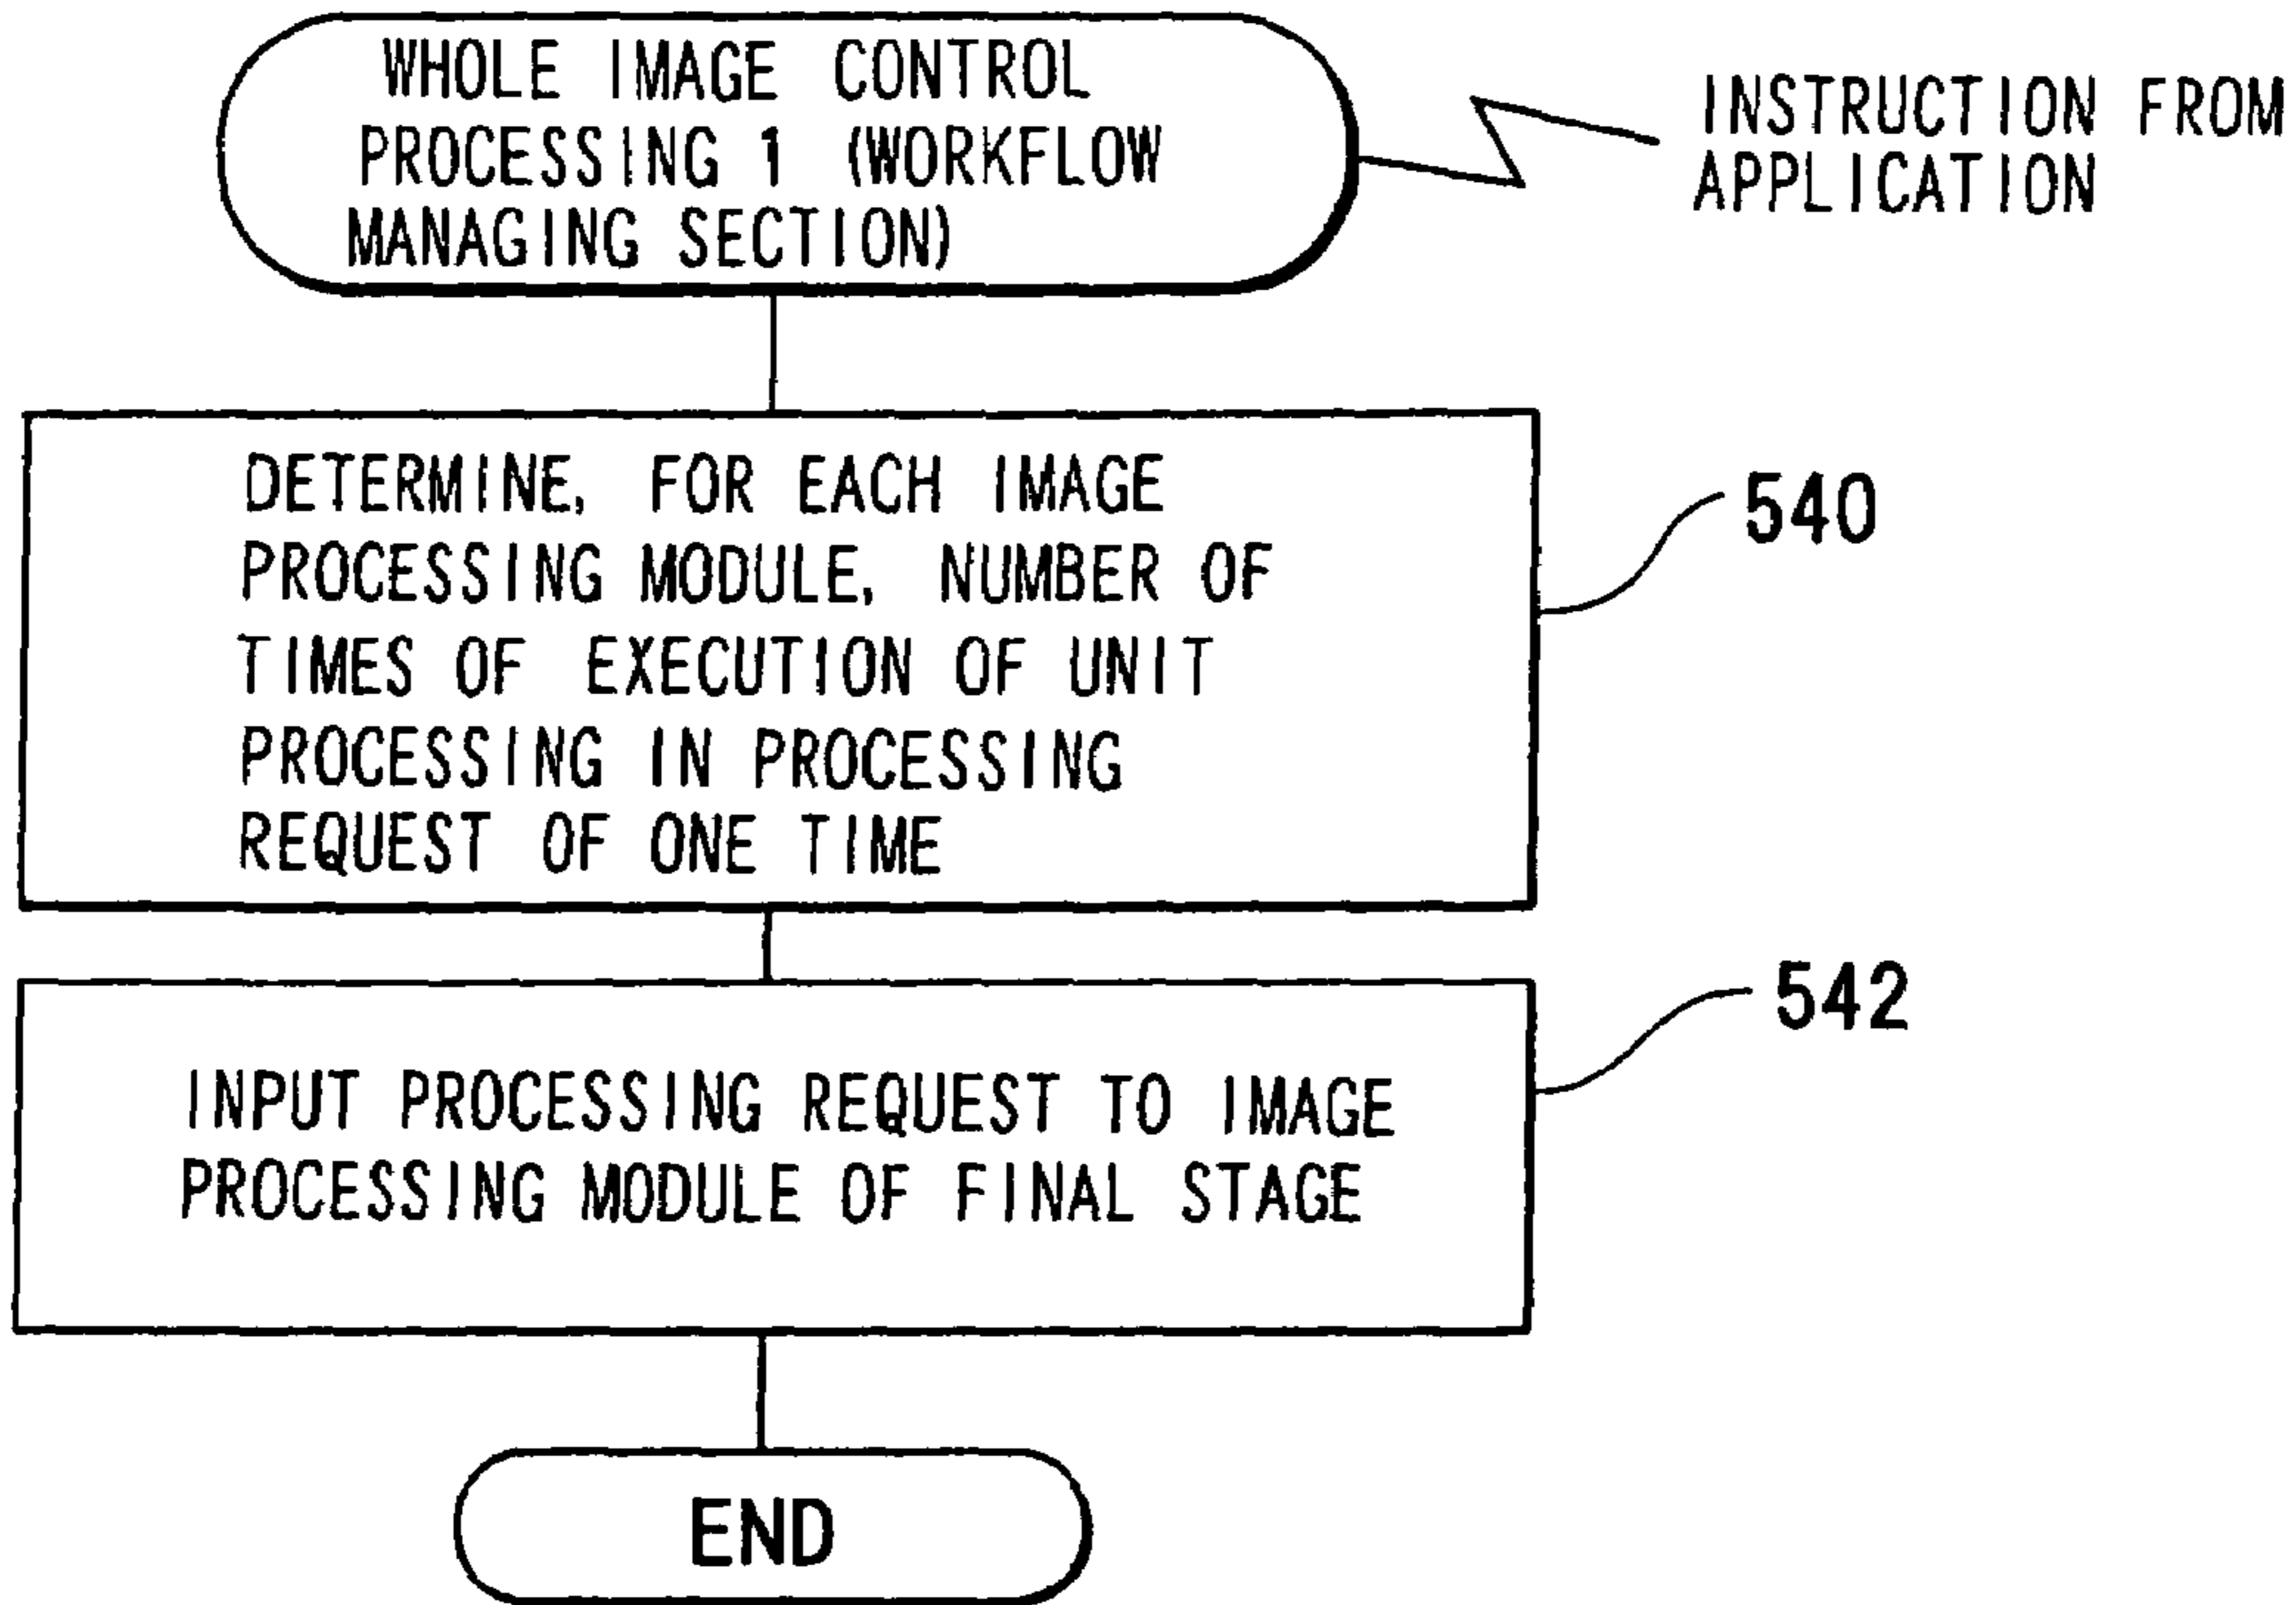 WHOLE IMAGE CONTROL
PROCESSING 1 (WORKFLOW
MANAGING SECTION)
INSTRUCTION FROM
APPLICATION
DETERMINE, FOR EACH IMAGE
PROCESSING MODULE, NUMBER OF
TIMES OF EXECUTION OF UNIT
PROCESSING IN PROCESSING
REQUEST OF ONE TIME
540
INPUT PROCESSING REQUEST TO IMAGE
PROCESSING MODULE OF FINAL STAGE
542
END